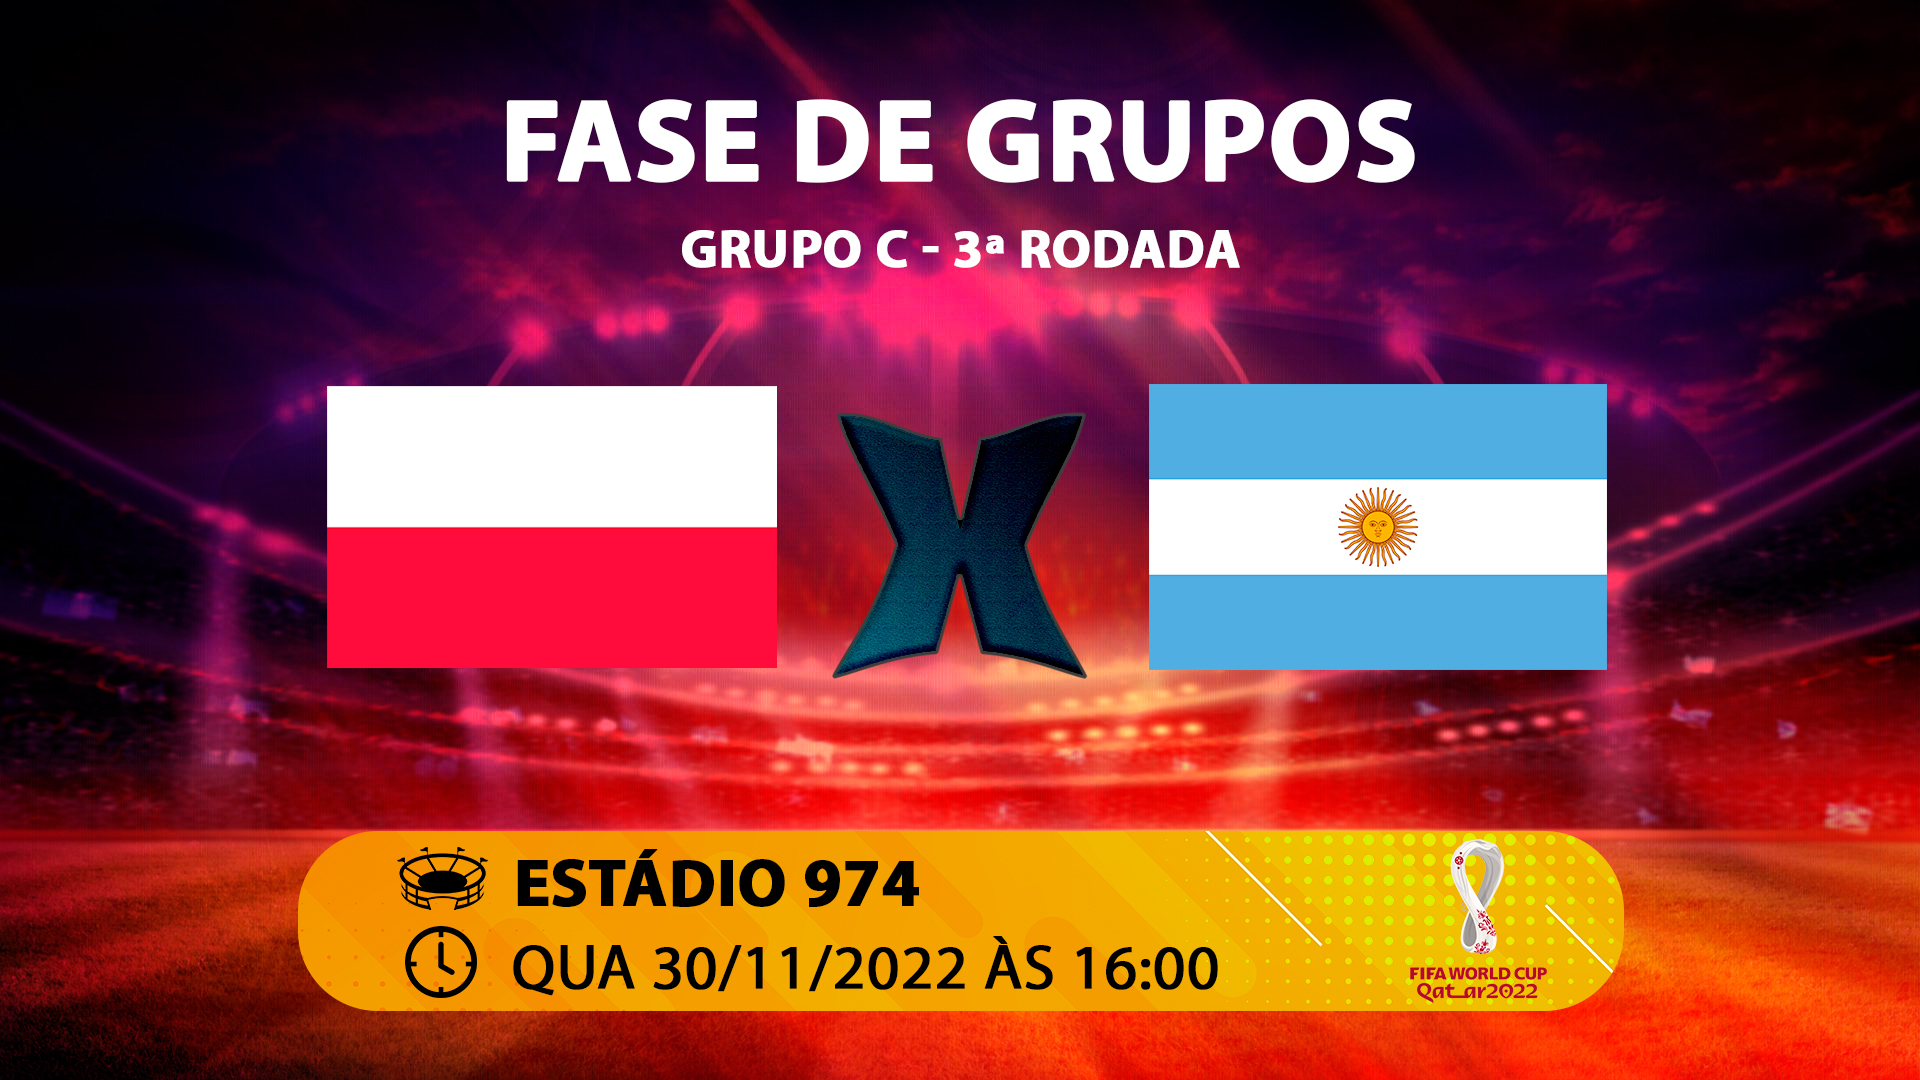 FASE DE GRUPOS
GRUPO C - 3ª RODADA
X
ESTÁDIO 974
QUA 30/11/2022 ÀS 16:00
FIFA WORLD CUP
Qatar2022